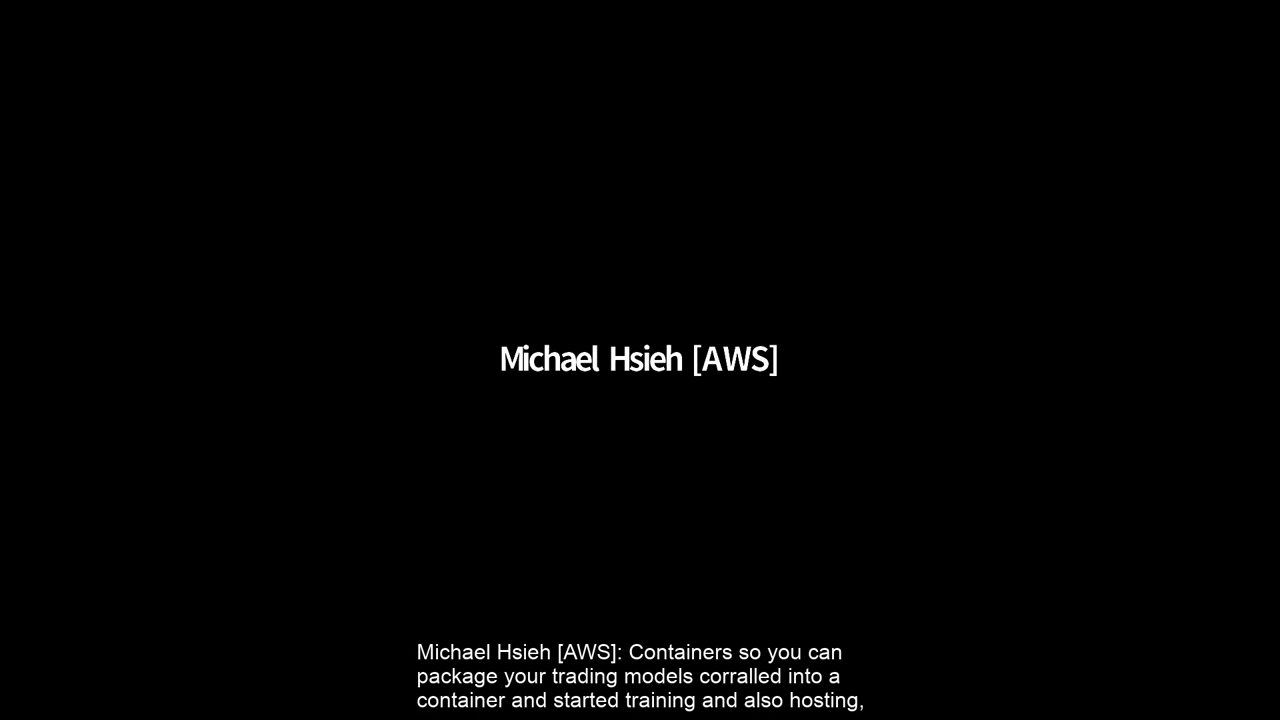 Michael Hsieh [AWS]
Michael Hsieh [AWS]: Containers so you can
package your trading models corralled into a
container and started training and also hosting,